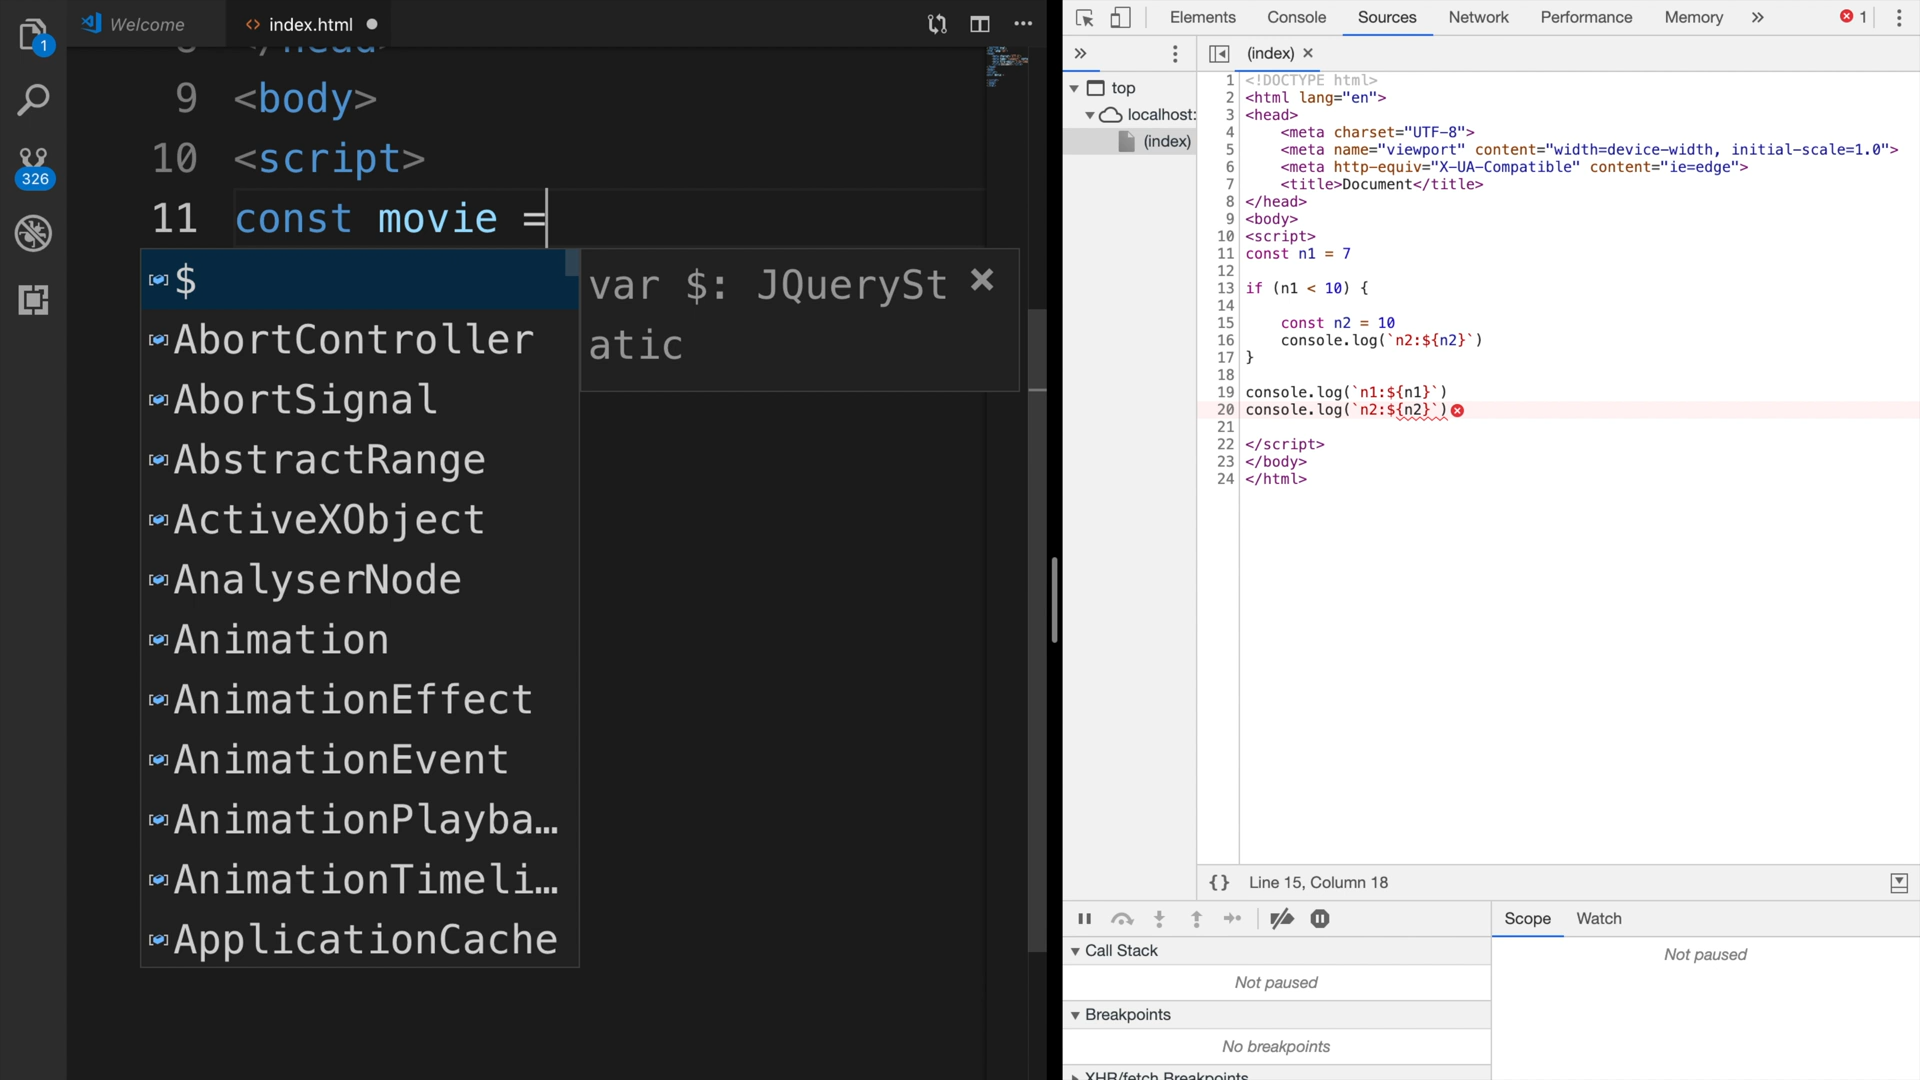 Welcome
<> index.html
1
326
8 </head>
9 <body>
10 <script>
11 const movie =
$
AbortController
AbortSignal
AbstractRange
ActiveXObject
AnalyserNode
Animation
AnimationEffect
AnimationEvent
AnimationPlayba…
AnimationTimeli…
ApplicationCache
var $: JQuerySt
atic
Elements Console Sources Network Performance Memory » 1
» (index) ×
top
localhost:
(index)
1 <!DOCTYPE html>
2 <html lang="en">
3 <head>
4 <meta charset="UTF-8">
5 <meta name="viewport" content="width=device-width, initial-scale=1.0">
6 <meta http-equiv="X-UA-Compatible" content="ie=edge">
7 <title>Document</title>
8 </head>
9 <body>
10 <script>
11 const n1 = 7
12
13 if (n1 < 10) {
14
15 const n2 = 10
16 console.log(`n2:${n2}`)
17 }
18
19 console.log(`n1:${n1}`)
20 console.log(`n2:${n2}`)
21
22 </script>
23 </body>
24 </html>
{} Line 15, Column 18
Scope Watch
Not paused
Call Stack
Not paused
Breakpoints
No breakpoints
XHR/fetch Breakpoints